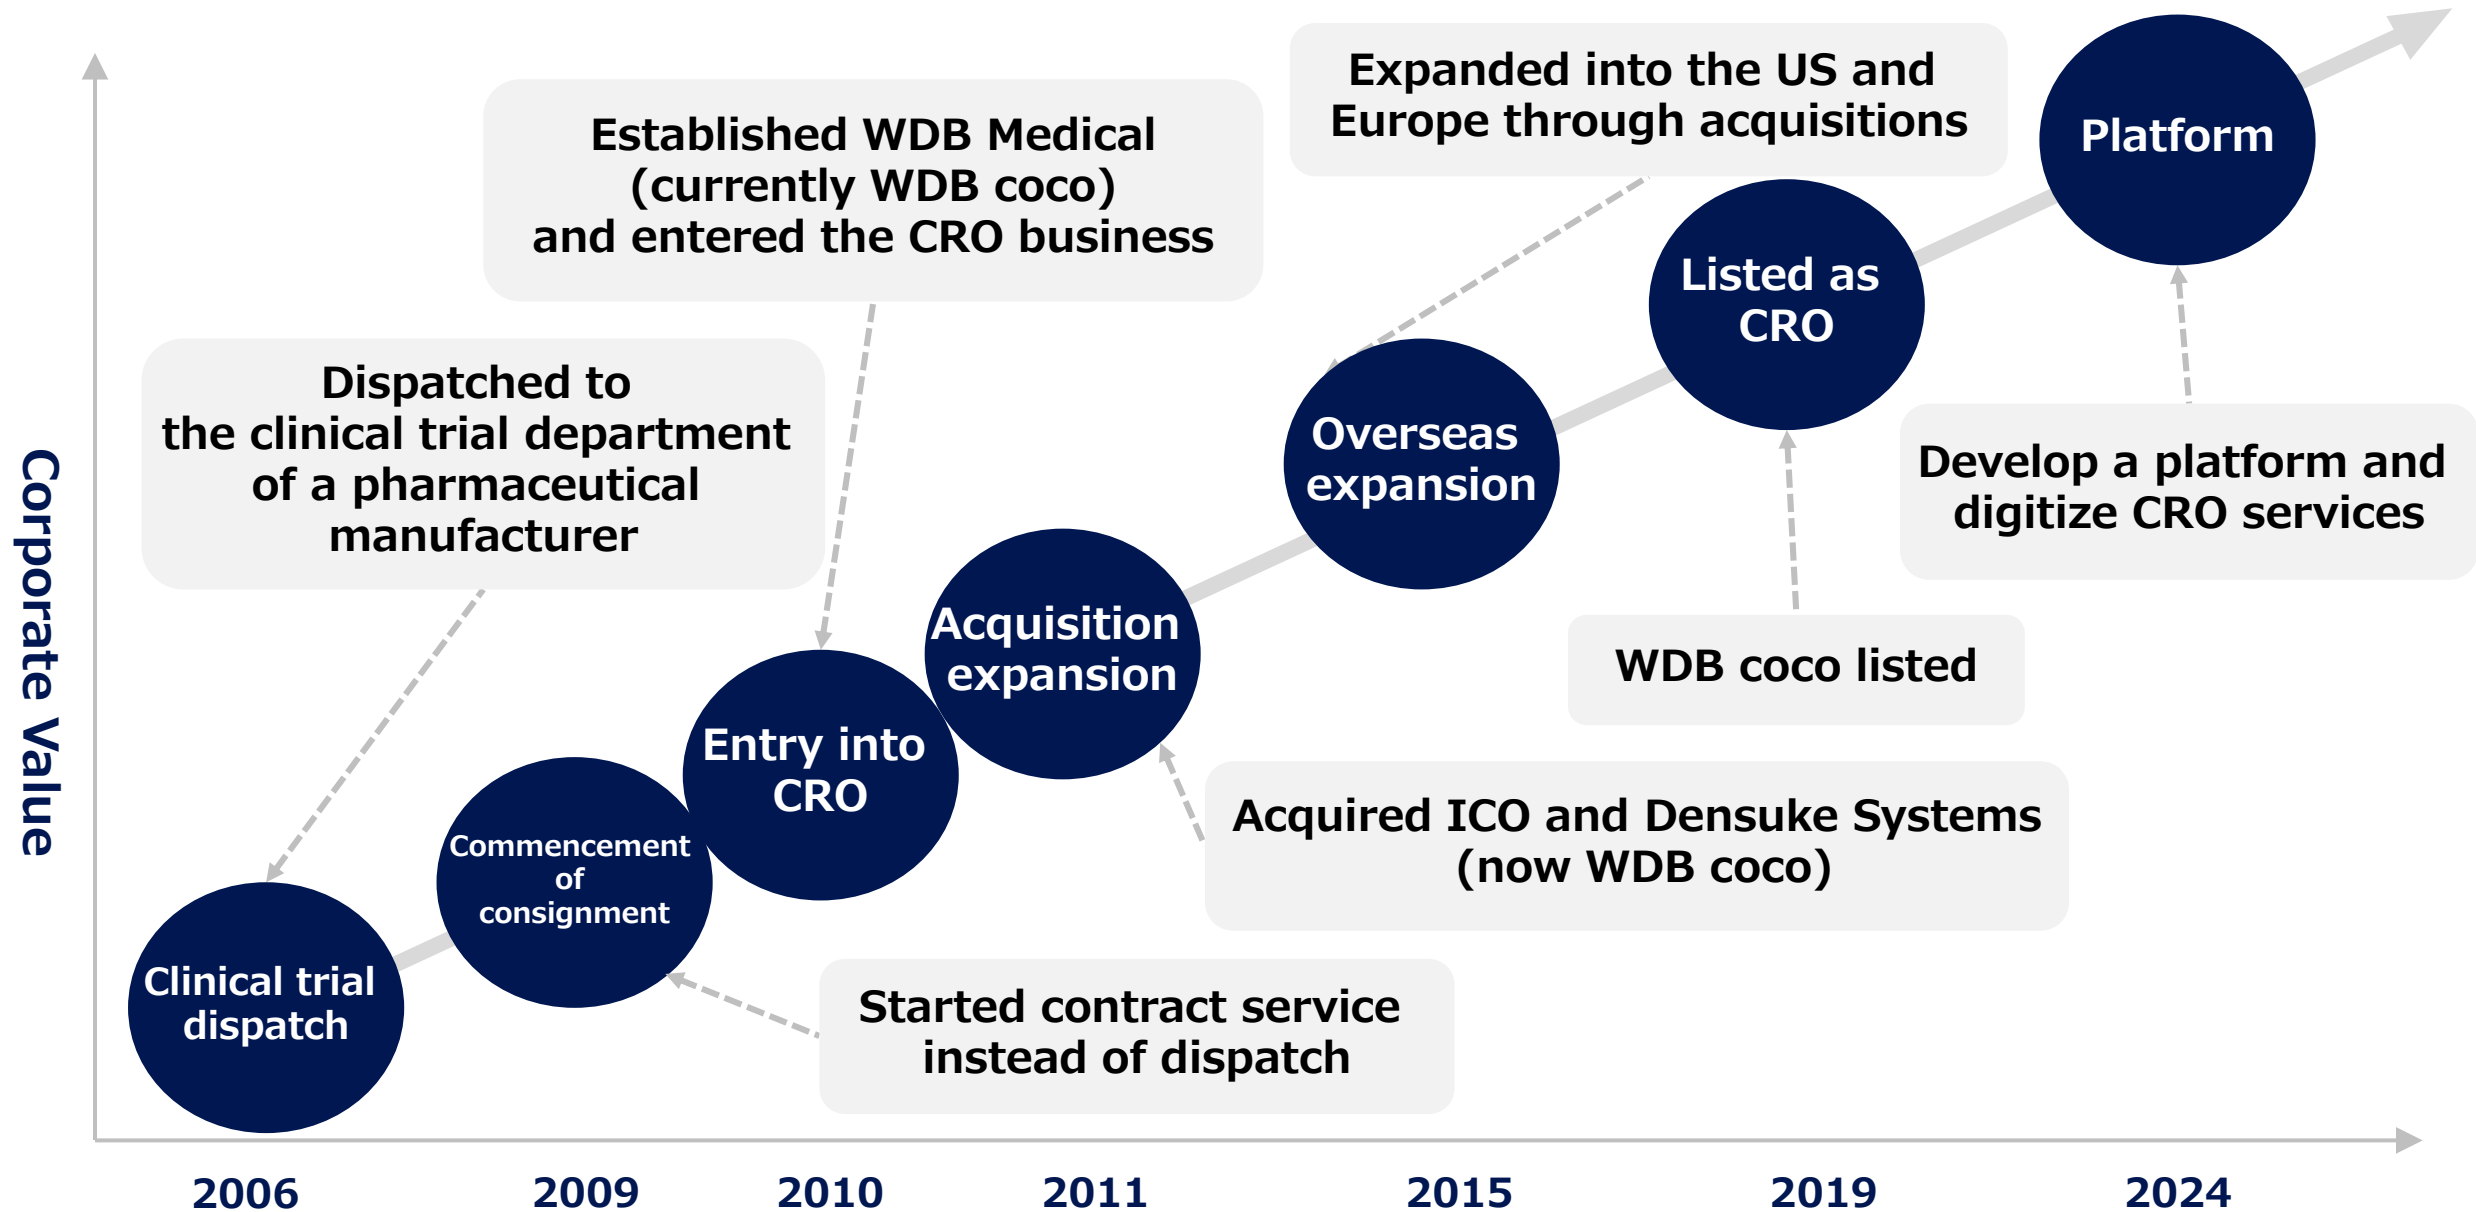 Expanded into the US and
Europe through acquisitions
Platform
Established WDB Medical
(currently WDB coco)
and entered the CRO business
Listed as
CRO
Dispatched to
the clinical trial department
of a pharmaceutical
manufacturer
Overseas
expansion
Develop a platform and
digitize CRO services
Corporate Value
Acquisition
expansion
WDB coco listed
Entry into
CRO
Acquired ICO and Densuke Systems
(now WDB coco)
Commencement
of
consignment
Clinical trial
dispatch
Started contract service
instead of dispatch
2006
2009
2010
2011
2015
2019
2024